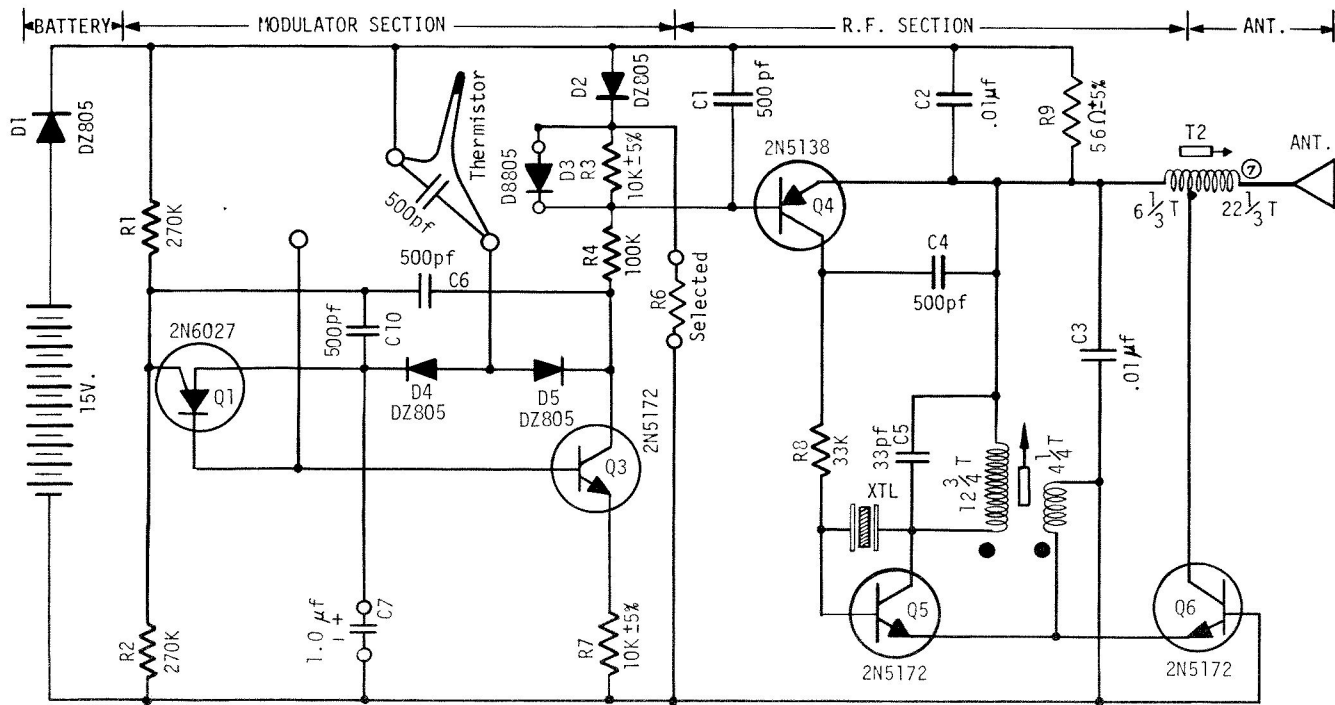 BATTERY
MODULATOR SECTION
R.F. SECTION
ANT.
D1
DZ805
15V.
R1
270K
R2
270K
2N6027
Q1
Thermistor
500pf
500pf
C6
500pf
C10
D4
DZ805
D5
DZ805
1.0 µf
- +
C7
D2
DZ805
D8805
D3
R3
10K±5%
R4
100K
2N5172
Q3
R7
10K±5%
R6
Selected
C1
500pf
2N5138
Q4
C2
.01µf
R9
56Ω±5%
T2
7
ANT.
6 1/3 T
22 1/3 T
C4
500pf
C3
.01µf
R8
33K
33pf
C5
XTL
12 3/4 T
4 1/4 T
Q5
2N5172
Q6
2N5172